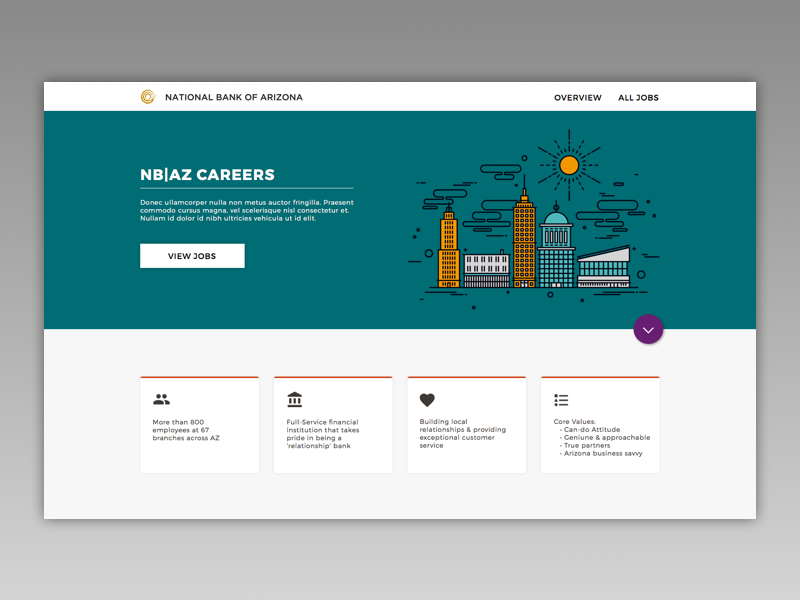 NATIONAL BANK OF ARIZONA
OVERVIEW
ALL JOBS
NB|AZ CAREERS
Donec ullamcorper nulla non metus auctor fringilla. Praesent
commodo cursus magna, vel scelerisque nisl consectetur et.
Nullam id dolor id nibh ultricies vehicula ut id elit.
VIEW JOBS
More than 800
employees at 67
branches across AZ
Full-Service financial
institution that takes
pride in being a
'relationship' bank
Building local
relationships & providing
exceptional customer
service
Core Values:
- Can-do Attitude
- Geniune & approachable
- True partners
- Arizona business savvy